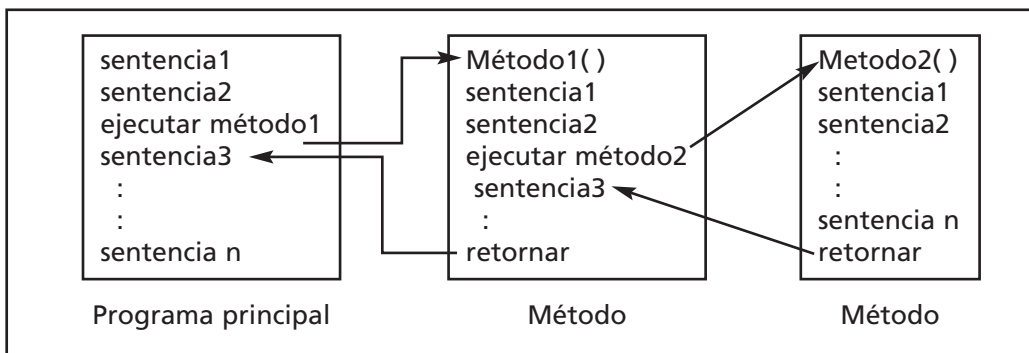 sentencia1
sentencia2
ejecutar método1
sentencia3
:
:
sentencia n
Programa principal
Método1( )
sentencia1
sentencia2
ejecutar método2
sentencia3
:
retornar
Método
Metodo2( )
sentencia1
sentencia2
:
:
sentencia n
retornar
Método